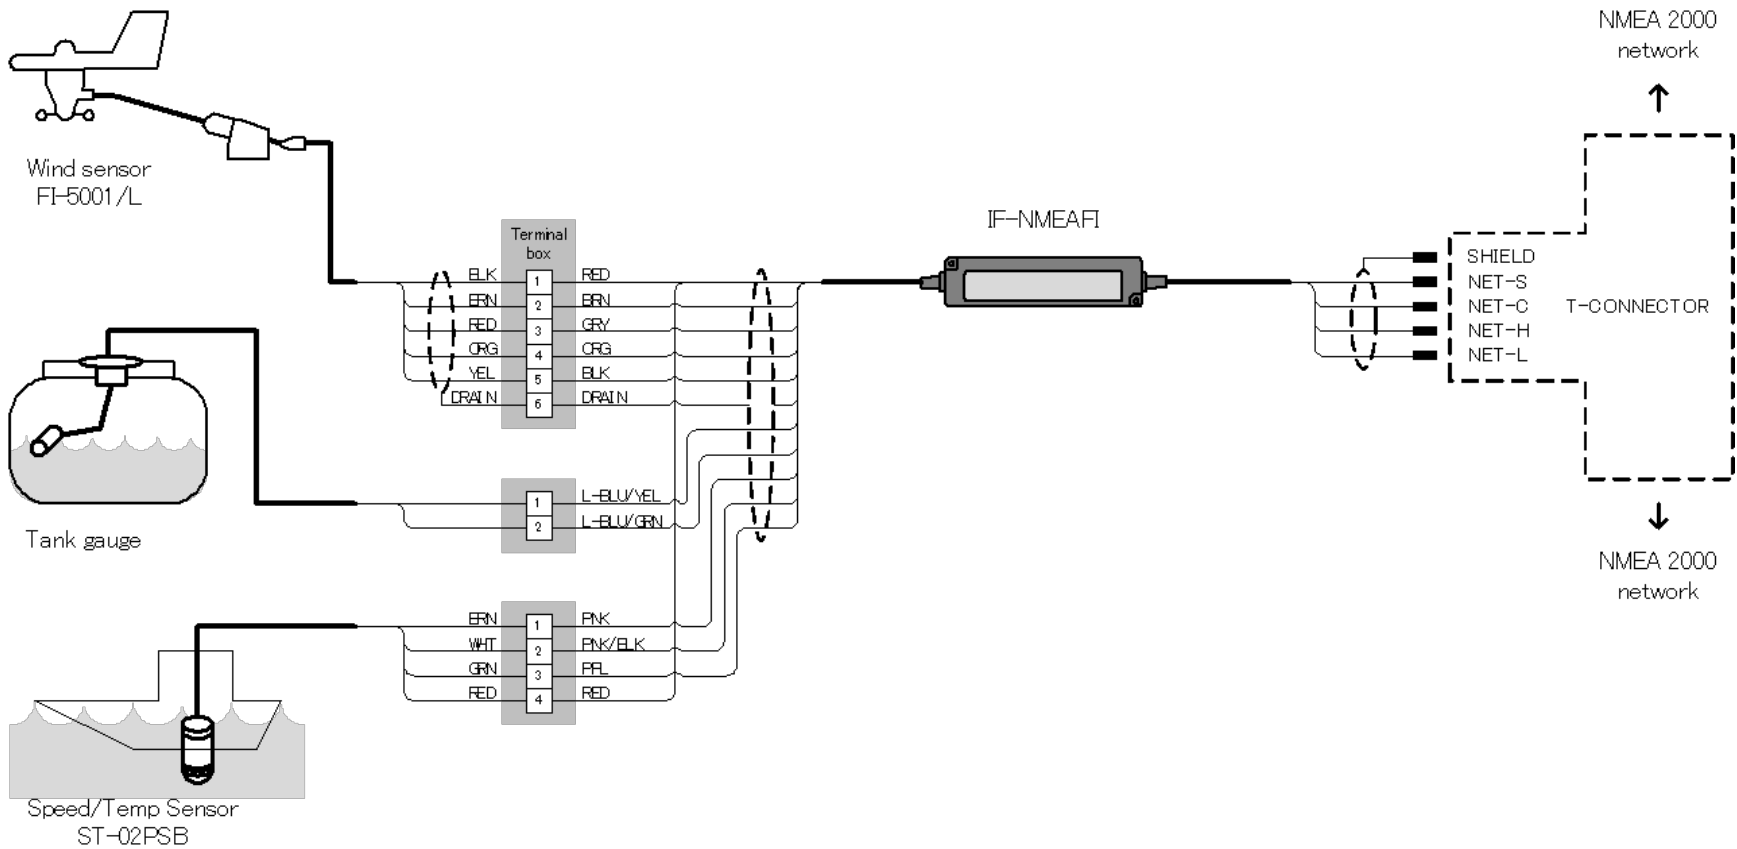 NMEA 2000
network
Wind sensor
FI-5001/L
IF-NMEAFI
Terminal
box
BLK 1 RED
BRN 2 BRN
RED 3 GRY
ORG 4 ORG
YEL 5 BLK
DRAIN 6 DRAIN
SHIELD
NET-S
NET-C T-CONNECTOR
NET-H
NET-L
1 L-BLU/YEL
2 L-BLU/GRN
Tank gauge
NMEA 2000
network
BRN 1 PNK
WHT 2 PNK/BLK
GRN 3 PPL
RED 4 RED
Speed/Temp Sensor
ST-02PSB